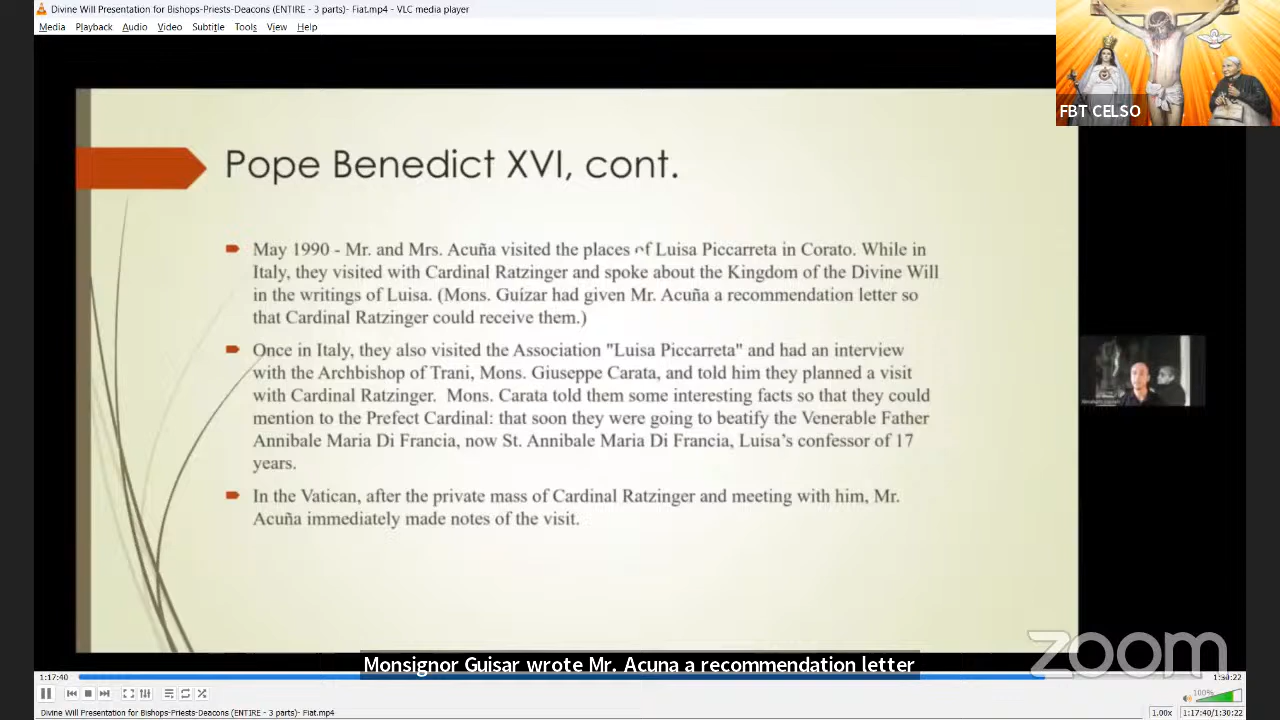 Divine Will Presentation for Bishops-Priests-Deacons (ENTIRE - 3 parts)- Fiat.mp4 - VLC media player
Media Playback Audio Video Subtitle Tools View Help
FBT CELSO
Pope Benedict XVI, cont.
May 1990 - Mr. and Mrs. Acuña visited the places of Luisa Piccarreta in Corato. While in
Italy, they visited with Cardinal Ratzinger and spoke about the Kingdom of the Divine Will
in the writings of Luisa. (Mons. Guízar had given Mr. Acuña a recommendation letter so
that Cardinal Ratzinger could receive them.)
Once in Italy, they also visited the Association "Luisa Piccarreta" and had an interview
with the Archbishop of Trani, Mons. Giuseppe Carata, and told him they planned a visit
with Cardinal Ratzinger. Mons. Carata told them some interesting facts so that they could
mention to the Prefect Cardinal: that soon they were going to beatify the Venerable Father
Annibale Maria Di Francia, now St. Annibale Maria Di Francia, Luisa's confessor of 17
years.
In the Vatican, after the private mass of Cardinal Ratzinger and meeting with him, Mr.
Acuña immediately made notes of the visit.
zoom
Monsignor Guisar wrote Mr. Acuna a recommendation letter
1:17:40 1:30:22
100%
Divine Will Presentation for Bishops-Priests-Deacons (ENTIRE - 3 parts)- Fiat.mp4 1.00x 1:17:40/1:30:22